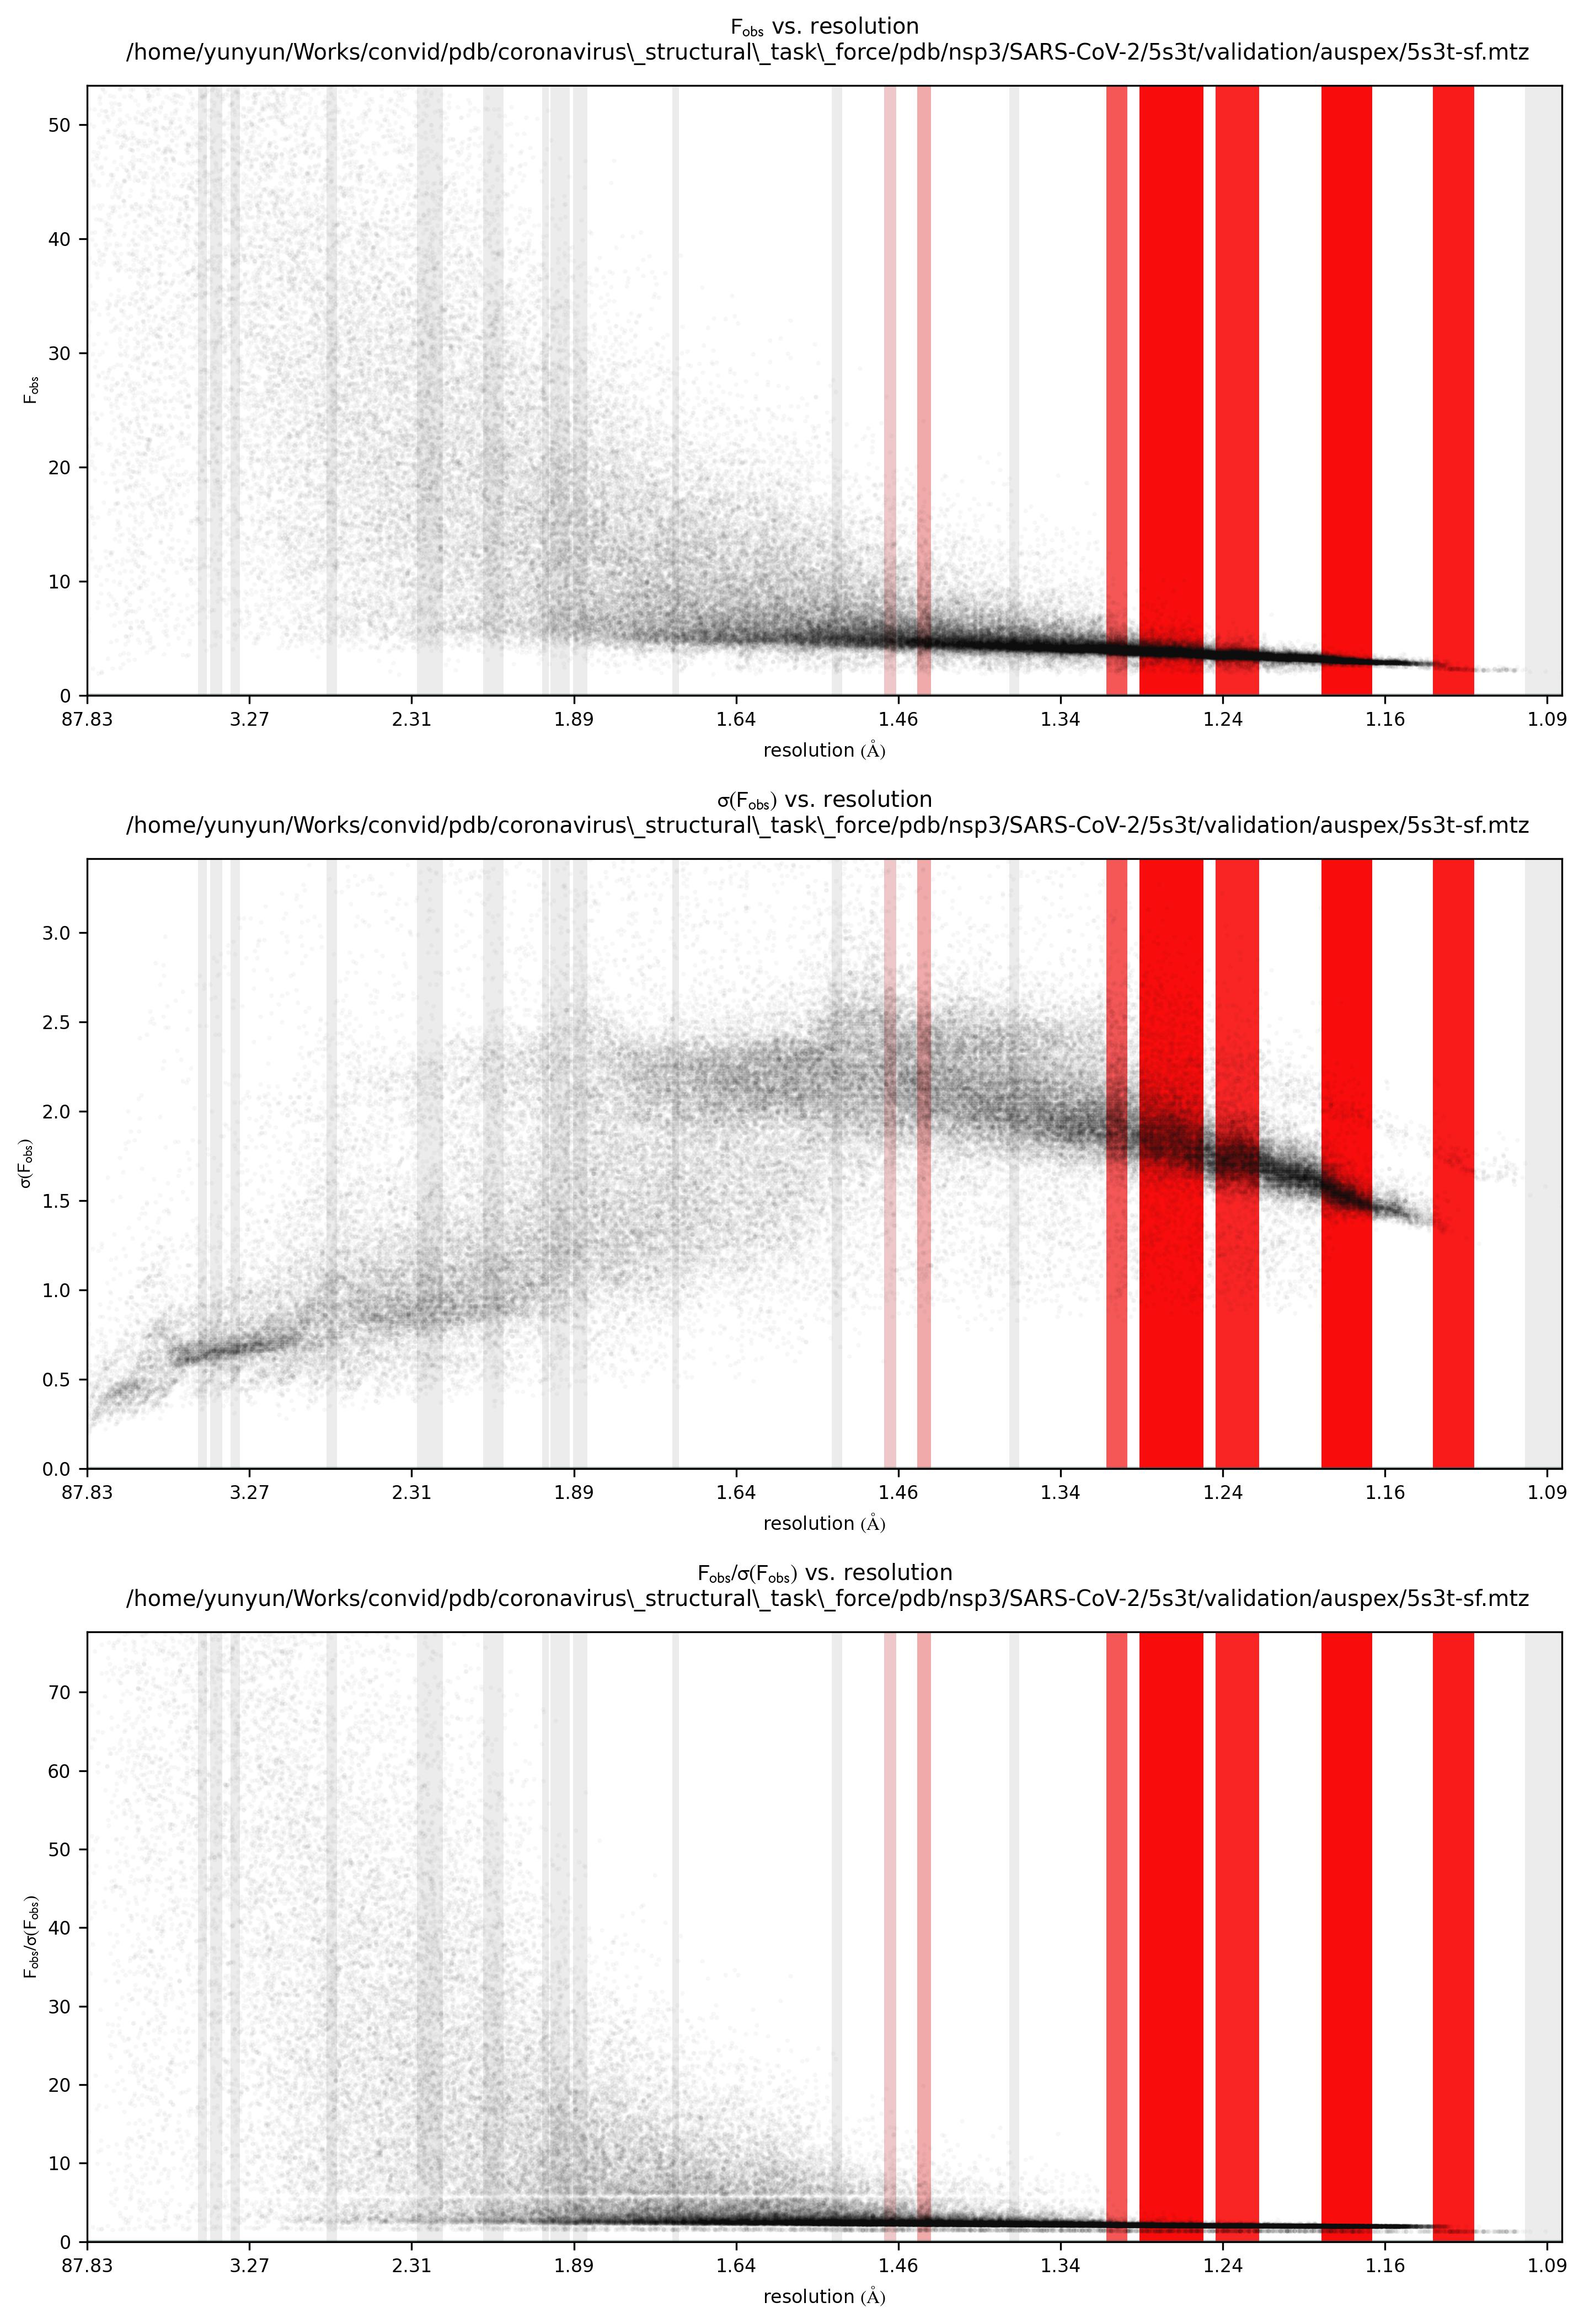 F_obs vs. resolution
/home/yunyun/Works/convid/pdb/coronavirus\_structural\_task\_force/pdb/nsp3/SARS-CoV-2/5s3t/validation/auspex/5s3t-sf.mtz
50
40
30
20
10
0
F_obs
87.83 3.27 2.31 1.89 1.64 1.46 1.34 1.24 1.16 1.09
resolution (Å)
σ(F_obs) vs. resolution
/home/yunyun/Works/convid/pdb/coronavirus\_structural\_task\_force/pdb/nsp3/SARS-CoV-2/5s3t/validation/auspex/5s3t-sf.mtz
3.0
2.5
2.0
1.5
1.0
0.5
0.0
σ(F_obs)
87.83 3.27 2.31 1.89 1.64 1.46 1.34 1.24 1.16 1.09
resolution (Å)
F_obs/σ(F_obs) vs. resolution
/home/yunyun/Works/convid/pdb/coronavirus\_structural\_task\_force/pdb/nsp3/SARS-CoV-2/5s3t/validation/auspex/5s3t-sf.mtz
70
60
50
40
30
20
10
0
F_obs/σ(F_obs)
87.83 3.27 2.31 1.89 1.64 1.46 1.34 1.24 1.16 1.09
resolution (Å)